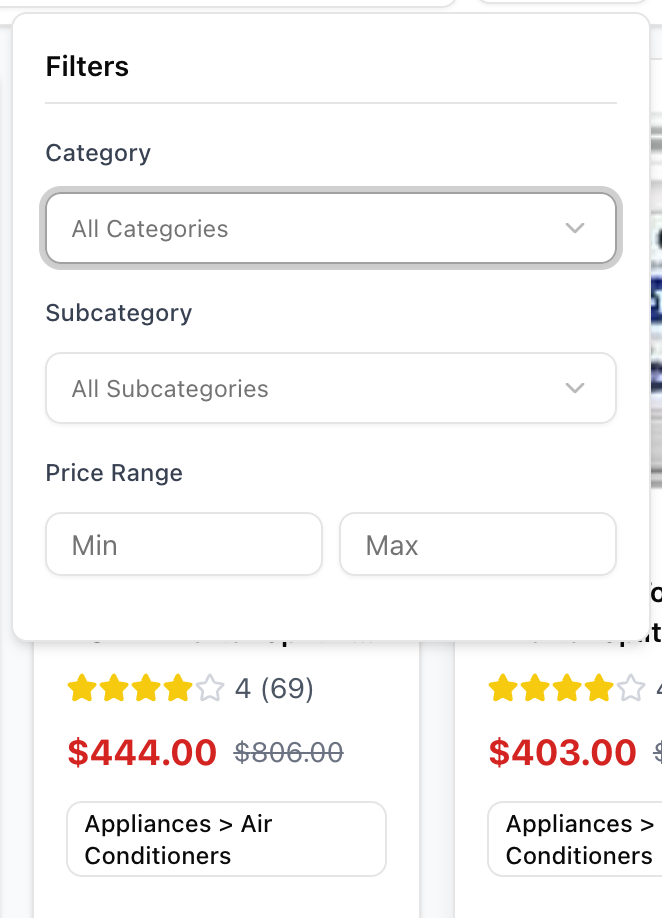 Filters
Category
All Categories
Subcategory
All Subcategories
Price Range
Min
Max
4 (69)
$444.00 $806.00
$403.00
Appliances > Air
Conditioners
Appliances >
Conditioners